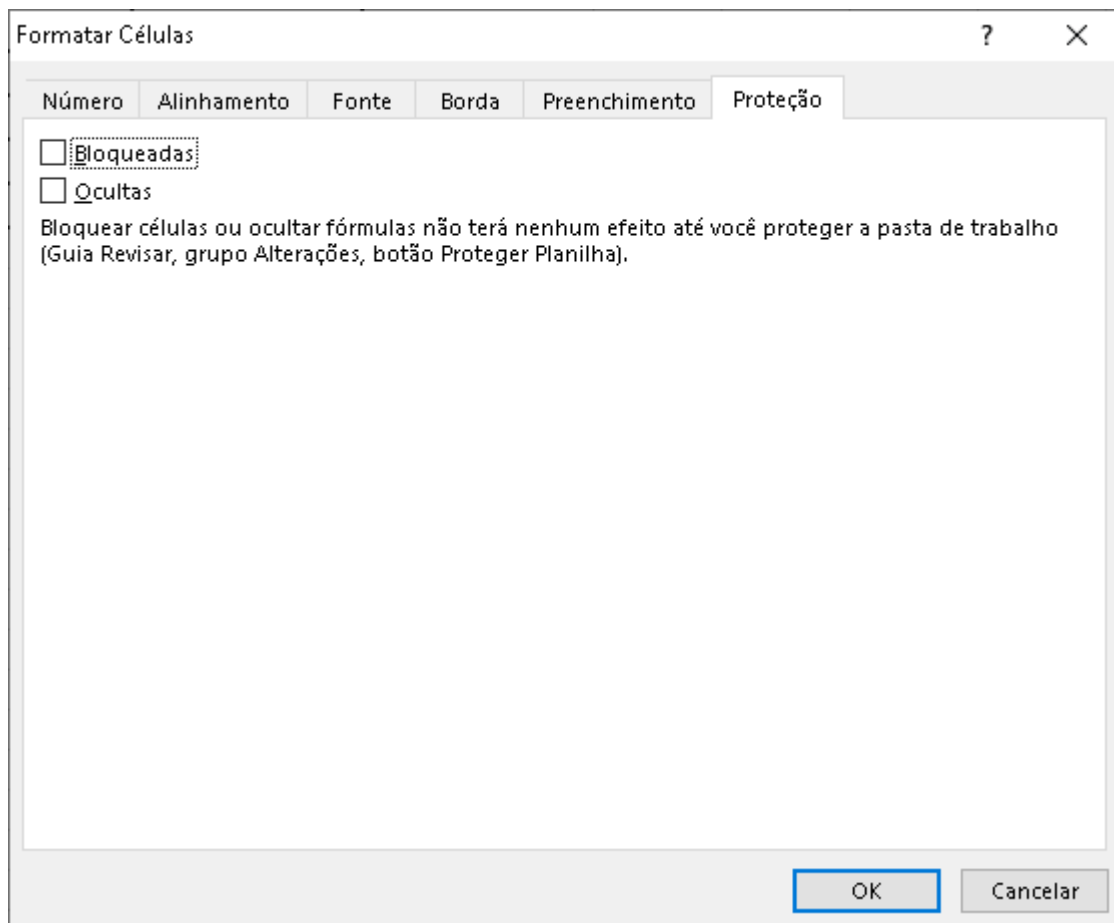 Formatar Células ?
Número Alinhamento Fonte Borda Preenchimento Proteção
Bloqueadas
Ocultas
Bloquear células ou ocultar fórmulas não terá nenhum efeito até você proteger a pasta de trabalho
(Guia Revisar, grupo Alterações, botão Proteger Planilha).
OK Cancelar